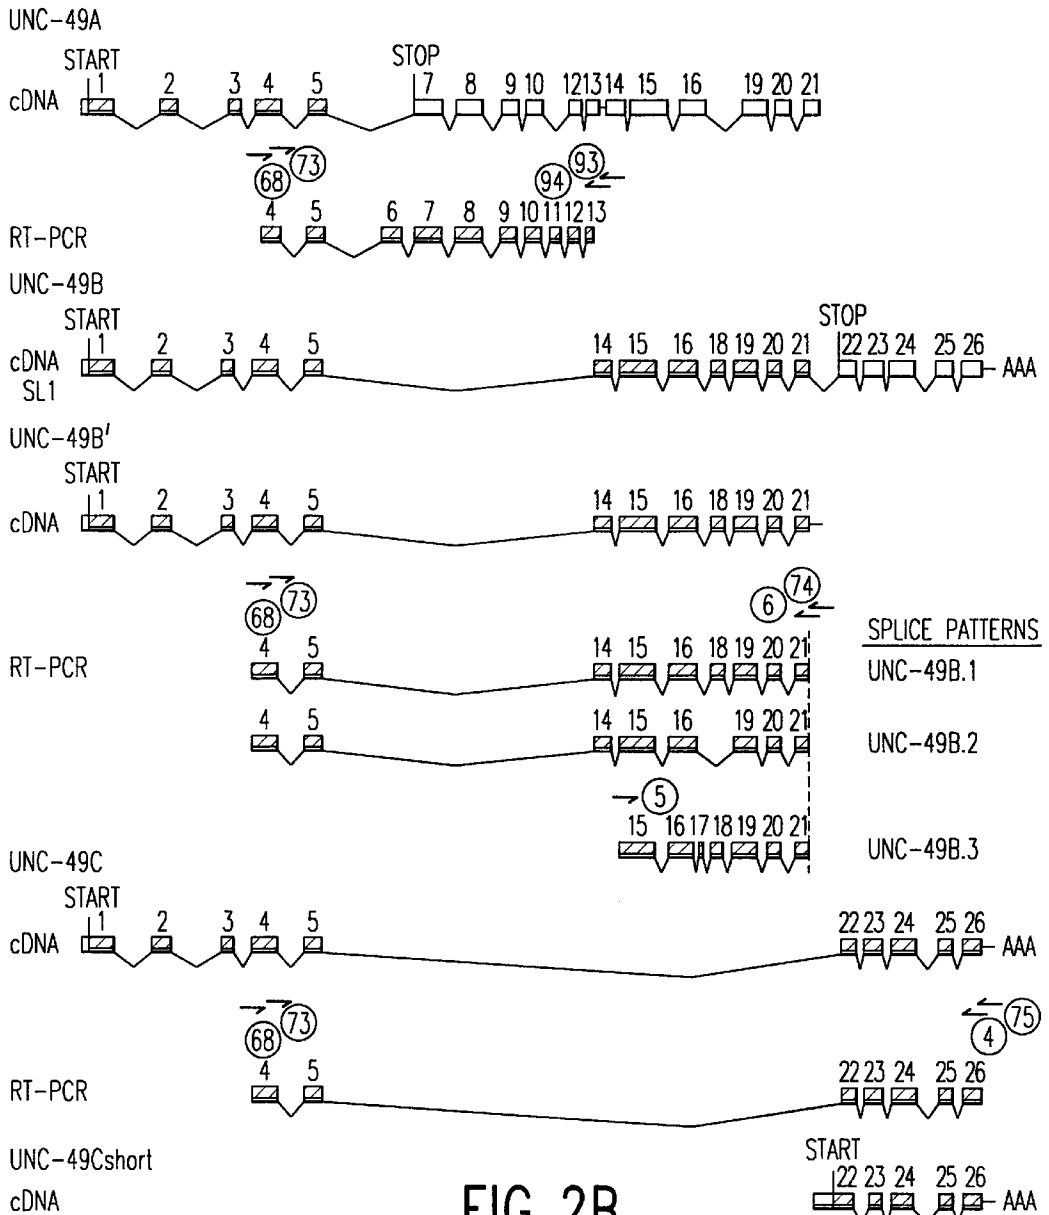 UNC-49A
START STOP
1 2 3 4 5 7 8 9 10 12 13 14 15 16 19 20 21
cDNA
68 73 94 93
4 5 6 7 8 9 10 11 12 13
RT-PCR
UNC-49B
START STOP
1 2 3 4 5 14 15 16 18 19 20 21 22 23 24 25 26
cDNA AAA
SL1
UNC-49B'
START
1 2 3 4 5 14 15 16 18 19 20 21
cDNA
68 73 6 74
SPLICE PATTERNS
4 5 14 15 16 18 19 20 21
RT-PCR UNC-49B.1
4 5 14 15 16 19 20 21
UNC-49B.2
5
15 16 17 18 19 20 21
UNC-49B.3
UNC-49C
START
1 2 3 4 5 22 23 24 25 26
cDNA AAA
68 73 4 75
4 5 22 23 24 25 26
RT-PCR
UNC-49Cshort
START
22 23 24 25 26
cDNA AAA
FIG. 2B